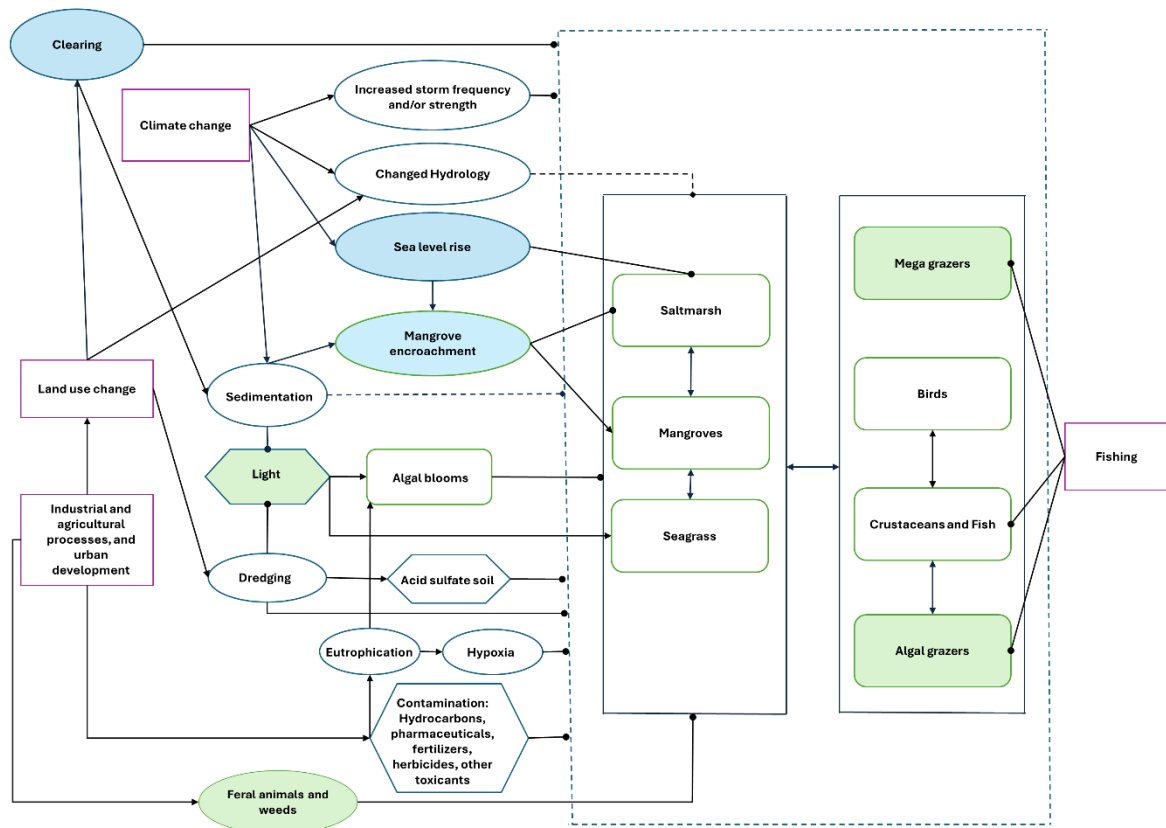 Clearing
Increased storm frequency
and/or strength
Climate change
Changed Hydrology
Sea level rise
Mega grazers
Saltmarsh
Mangrove
encroachment
Land use change
Sedimentation
Birds
Mangroves
Fishing
Light
Algal blooms
Industrial and
agricultural
processes, and
urban
development
Seagrass
Crustaceans and Fish
Dredging
Acid sulfate soil
Eutrophication
Hypoxia
Algal grazers
Contamination:
Hydrocarbons,
pharmaceuticals,
fertilizers,
herbicides, other
toxicants
Feral animals and
weeds